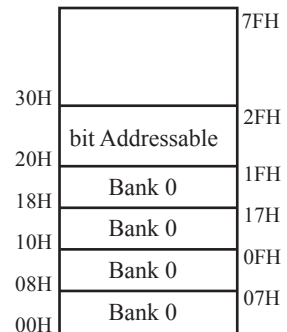 7FH
30H
2FH
bit Addressable
20H
1FH
Bank 0
18H
17H
Bank 0
10H
0FH
Bank 0
08H
07H
Bank 0
00H